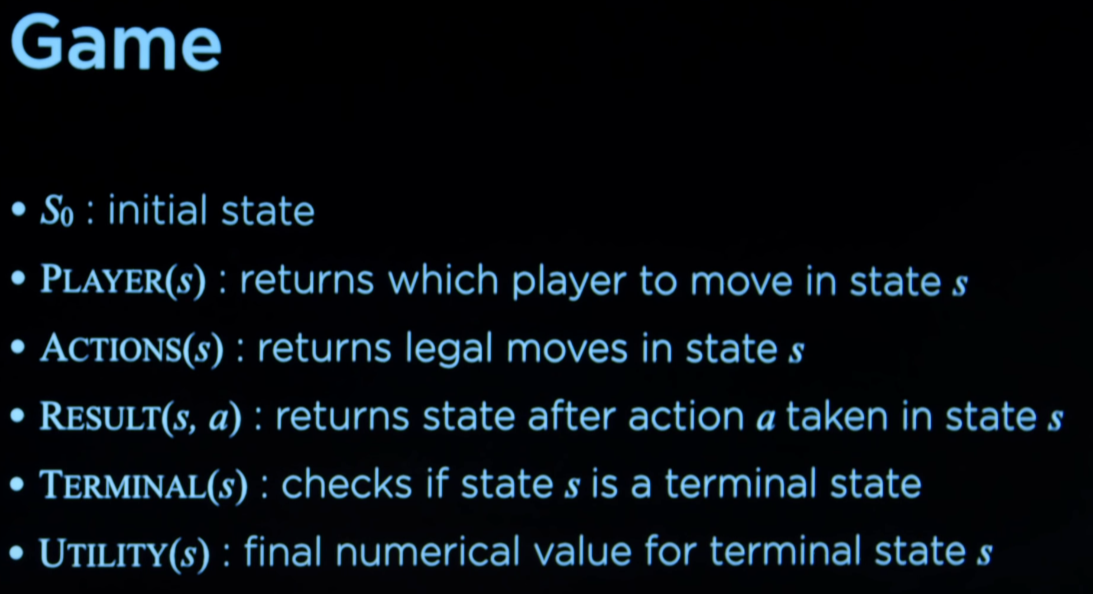 Game
• S₀ : initial state
• PLAYER(s) : returns which player to move in state s
• ACTIONS(s) : returns legal moves in state s
• RESULT(s, a) : returns state after action a taken in state s
• TERMINAL(s) : checks if state s is a terminal state
• UTILITY(s) : final numerical value for terminal state s